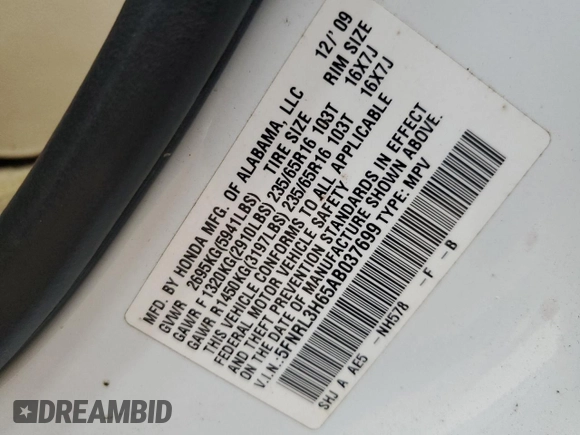 MFD. BY HONDA MFG. OF ALABAMA, LLC 12/'09
GVWR 2695KG(5941LBS) TIRE SIZE RIM SIZE
GAWR F1320KG(2910LBS) 235/65R16 103T 16X7J
GAWR R1450KG(3197LBS) 235/65R16 103T 16X7J
THIS VEHICLE CONFORMS TO ALL APPLICABLE
FEDERAL MOTOR VEHICLE SAFETY
AND THEFT PREVENTION STANDARDS IN EFFECT
ON THE DATE OF MANUFACTURE SHOWN ABOVE.
V.I.N.:5FNRL3H65AB037699 TYPE: MPV
SHJ A AE5 -NH578 -F -B
DREAMBID